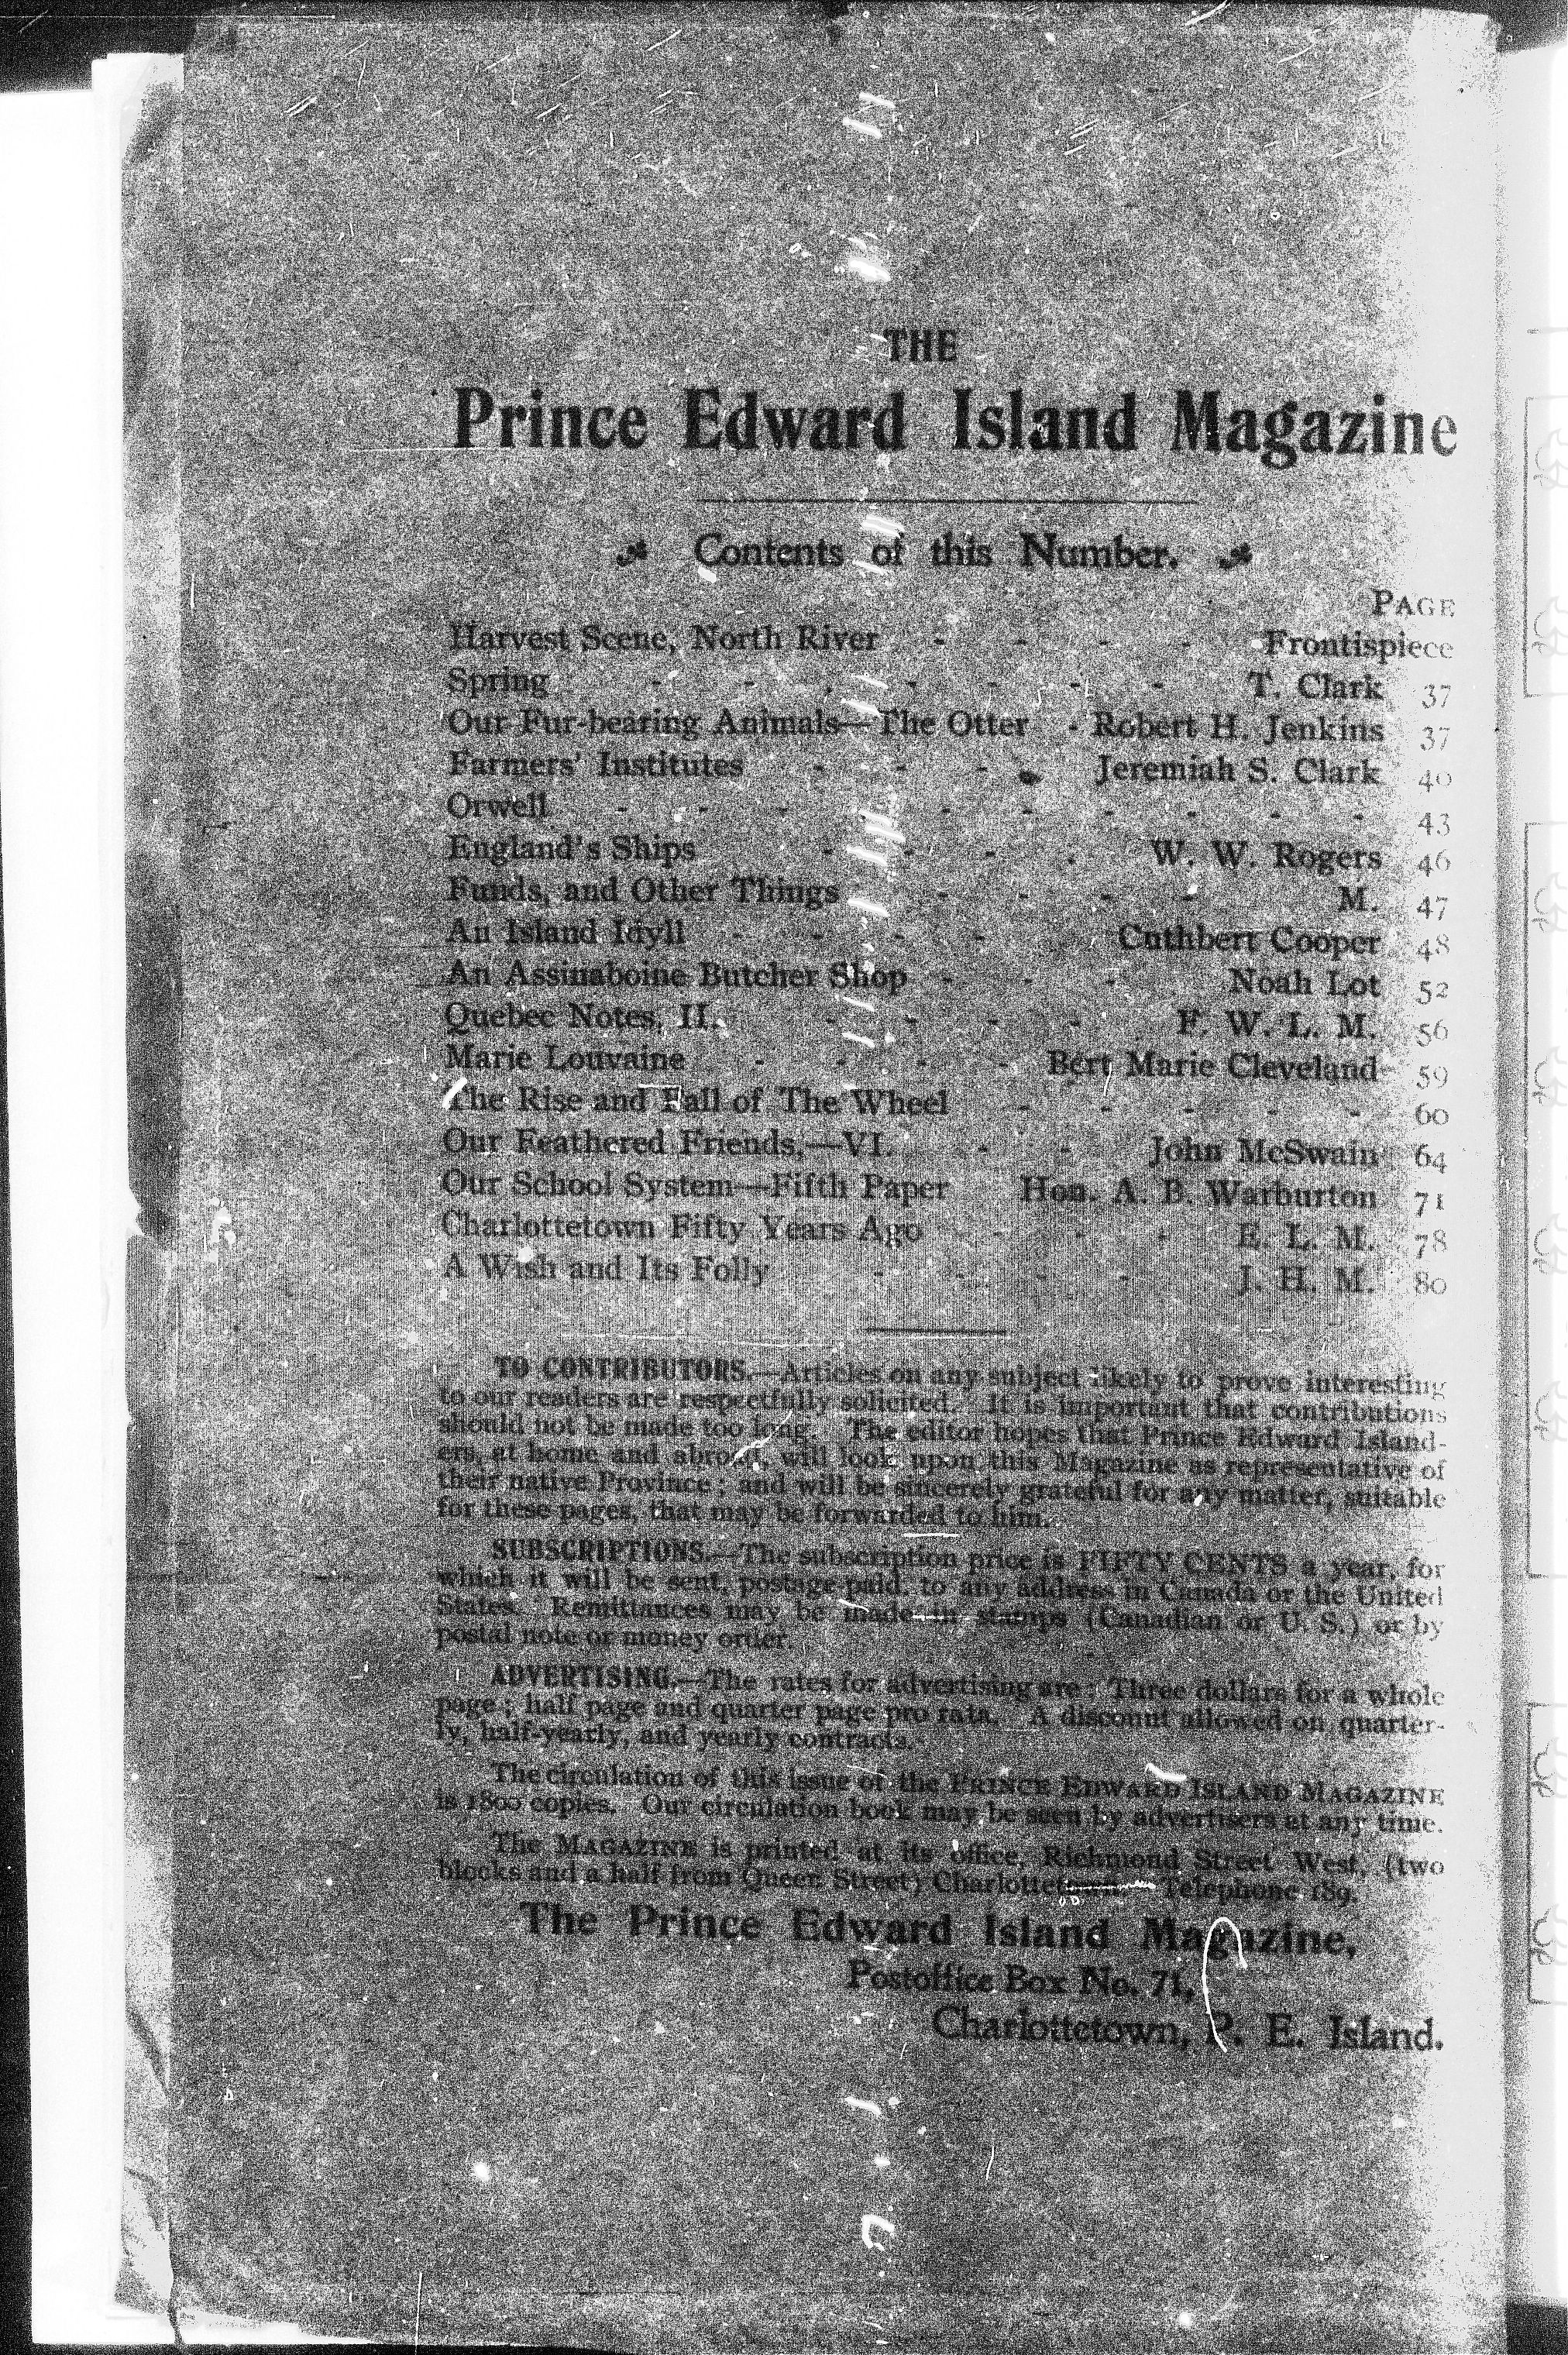 THE
Prince Edward Island Magazine
Contents of this Number.
PAGE
Harvest Scene, North River - - - - Frontispiece
Spring - - - - - - - T. Clark 37
Our Fur-bearing Animals—The Otter - Robert H. Jenkins 37
Farmers' Institutes - - - - Jeremiah S. Clark 40
Orwell - - - - - - - - - - 43
England's Ships - - - - W. W. Rogers 46
Funds, and Other Things - - - - M. 47
An Island Idyll - - - - Cuthbert Cooper 48
An Assinaboine Butcher Shop - - - Noah Lot 52
Quebec Notes, II. - - - - F. W. L. M. 56
Marie Louvaine - - - - Bert Marie Cleveland 59
The Rise and Fall of The Wheel - - - - - 60
Our Feathered Friends,—VI. - - John McSwain 64
Our School System—Fifth Paper Hon. A. B. Warburton 71
Charlottetown Fifty Years Ago - - - E. L. M. 78
A Wish and Its Folly - - - - J. H. M. 80
TO CONTRIBUTORS.—Articles on any subject likely to prove interesting
to our readers are respectfully solicited. It is important that contributions
should not be made too long. The editor hopes that Prince Edward Island-
ers, at home and abroad, will look upon this Magazine as representative of
their native Province; and will be sincerely grateful for any matter, suitable
for these pages, that may be forwarded to him.
SUBSCRIPTIONS.—The subscription price is FIFTY CENTS a year, for
which it will be sent, postage paid, to any address in Canada or the United
States. Remittances may be made in stamps (Canadian or U. S.) or by
postal note or money order.
ADVERTISING.—The rates for advertising are: Three dollars for a whole
page; half page and quarter page pro rata. A discount allowed on quarter-
ly, half-yearly, and yearly contracts.
The circulation of this issue of the PRINCE EDWARD ISLAND MAGAZINE
is 1800 copies. Our circulation book may be seen by advertisers at any time.
The MAGAZINE is printed at its office, Richmond Street West, (two
blocks and a half from Queen Street) Charlottetown. Telephone 189.
The Prince Edward Island Magazine,
Postoffice Box No. 71,
Charlottetown, P. E. Island.